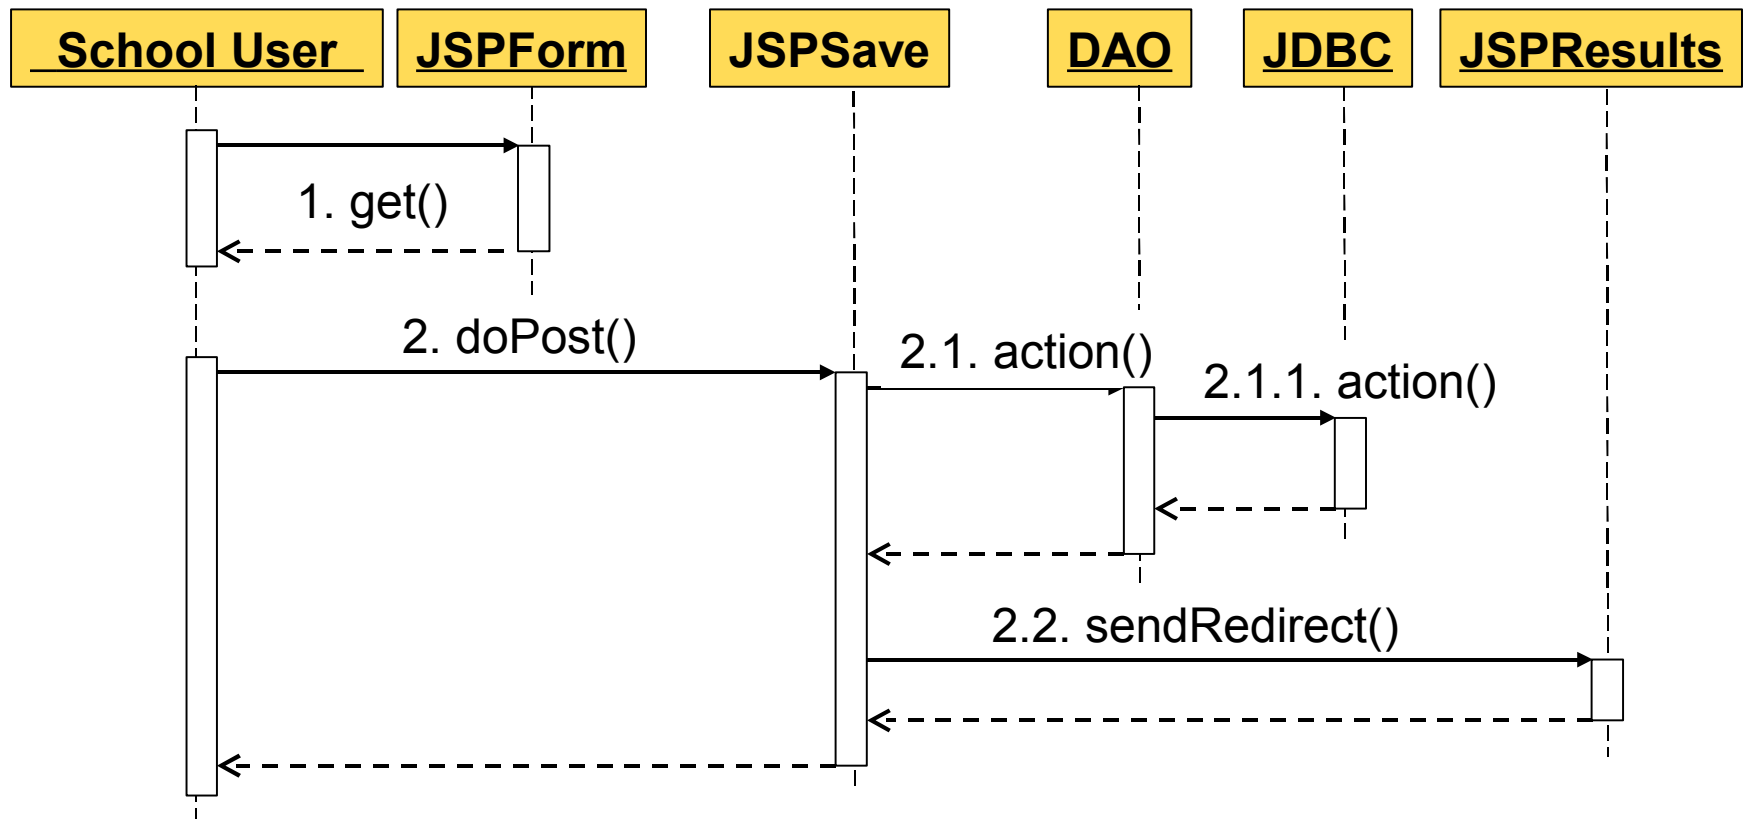 School User
JSPForm
JSPSave
DAO
JDBC
JSPResults
1. get()
2. doPost()
2.1. action()
2.1.1. action()
2.2. sendRedirect()